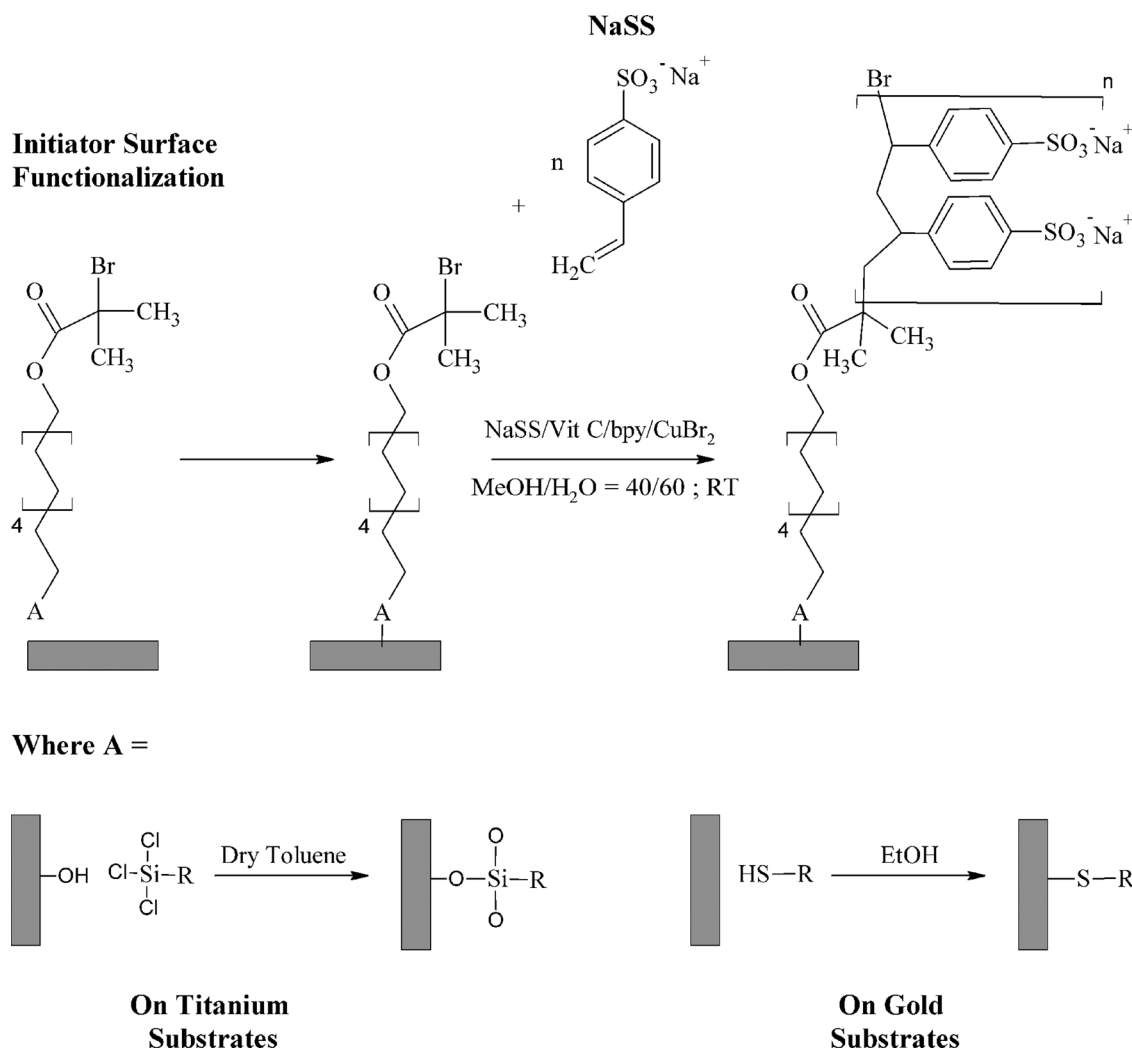 NaSS
SO₃⁻Na⁺
n
+
H₂C
Initiator Surface
Functionalization
Br
O
CH₃
CH₃
O
4
A
Br
O
CH₃
CH₃
O
4
A
NaSS/Vit C/bpy/CuBr₂
MeOH/H₂O = 40/60 ; RT
Br
n
SO₃⁻Na⁺
SO₃⁻Na⁺
O
O
H₃C
CH₃
4
A
Where A =
OH
Cl
Cl
Si
R
Cl
Dry Toluene
O
O
Si
R
O
On Titanium
Substrates
HS
R
EtOH
S
R
On Gold
Substrates